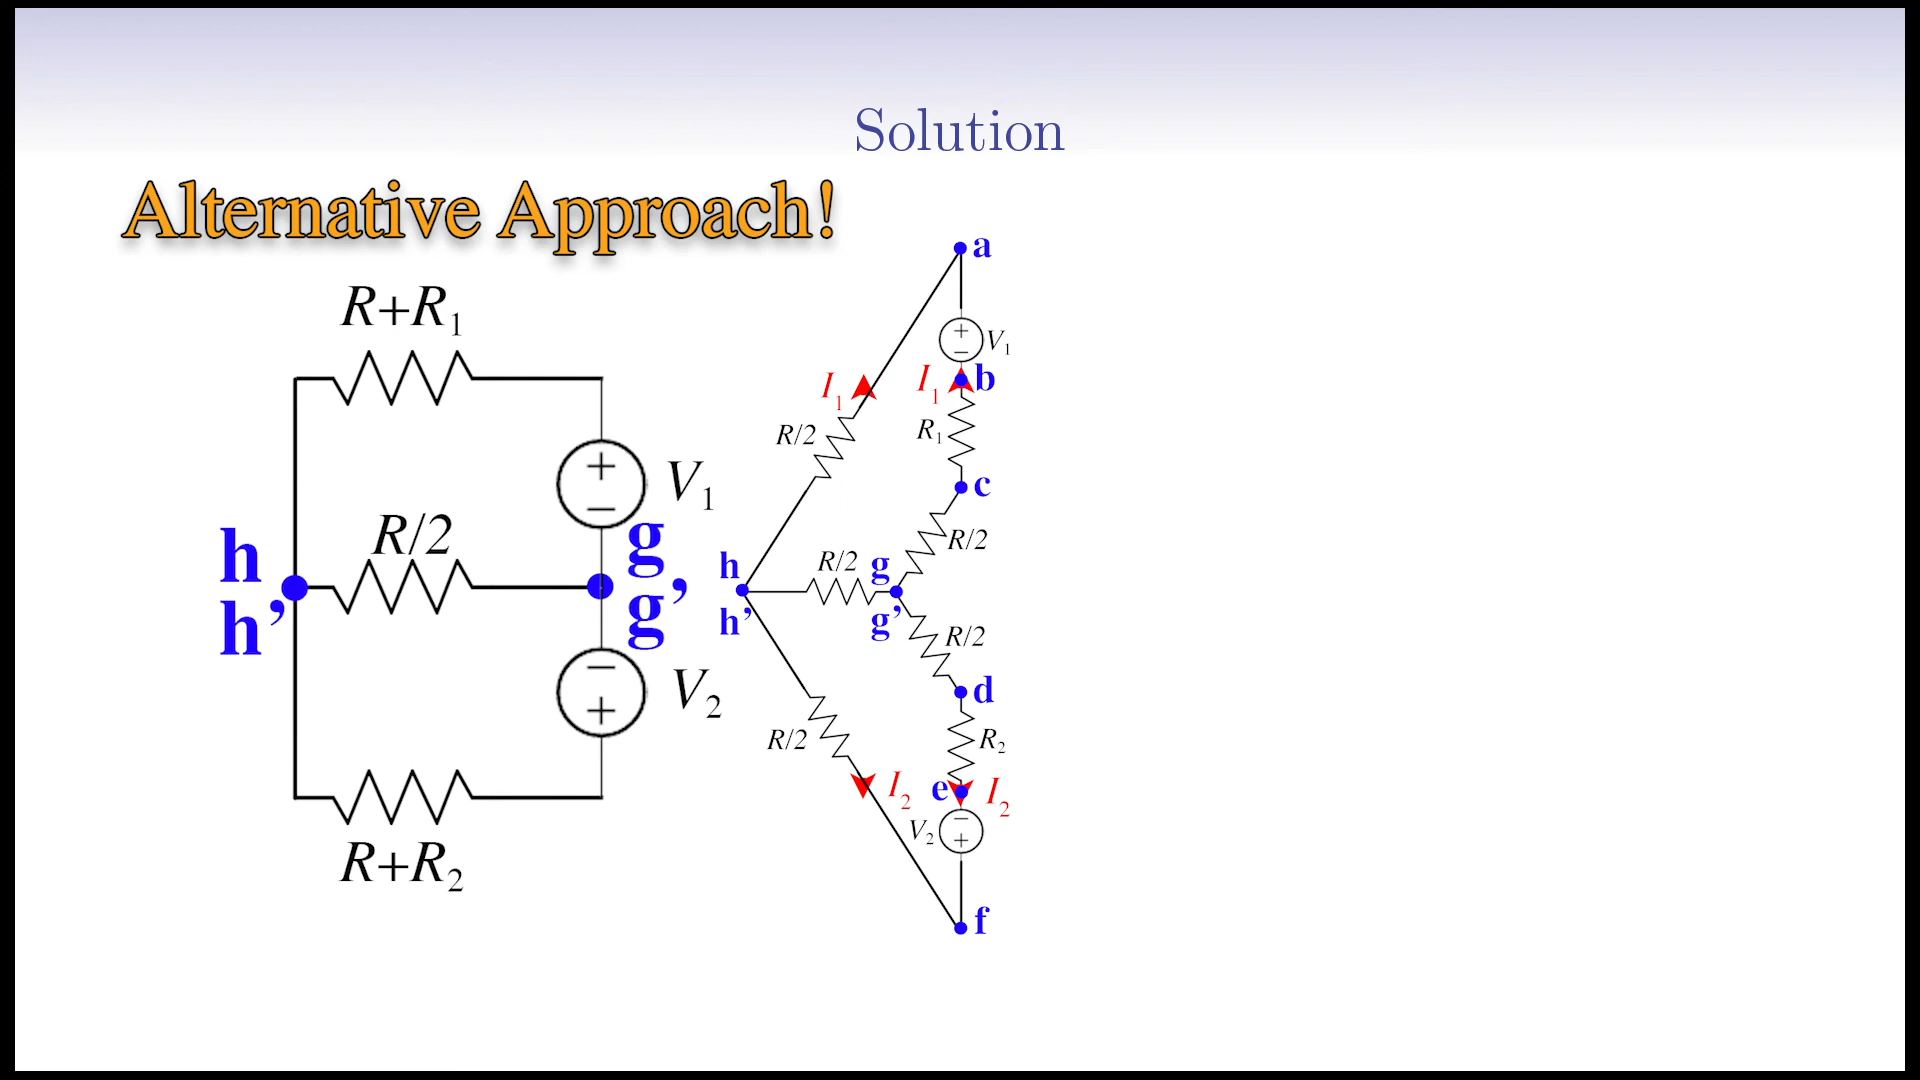 Solution
Alternative Approach!
R+R₁
V₁
R/2
h
h’
g
g’
V₂
R+R₂
a
V₁
I₁
I₁
b
R/2
R₁
c
R/2
h
R/2
g
h’
g’
R/2
d
R/2
R₂
I₂
e
I₂
V₂
f